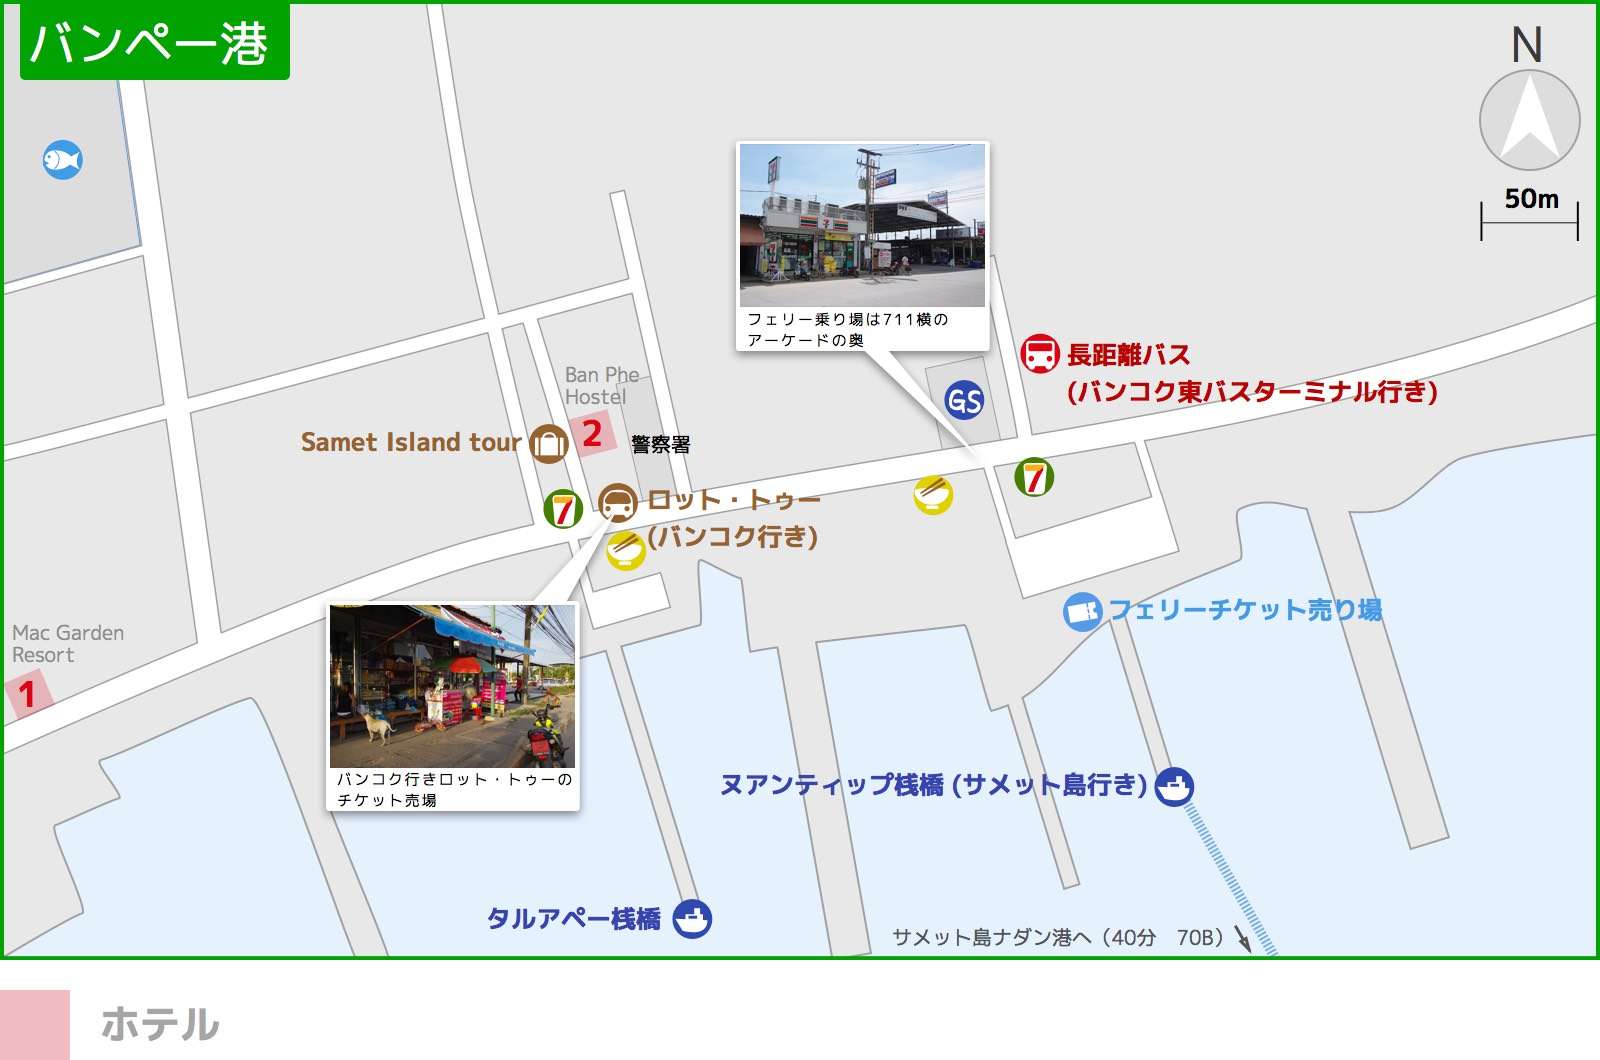 バンペー港
N
50m
フェリー乗り場は711横の
アーケードの奥
長距離バス
(バンコク東バスターミナル行き)
Ban Phe
Hostel
GS
2
Samet Island tour
警察署
7
7
ロット・トゥー
(バンコク行き)
フェリーチケット売り場
Mac Garden
Resort
1
バンコク行きロット・トゥーの
チケット売場
ヌアンティップ桟橋 (サメット島行き)
タルアペー桟橋
サメット島ナダン港へ（40分　70B）
ホテル